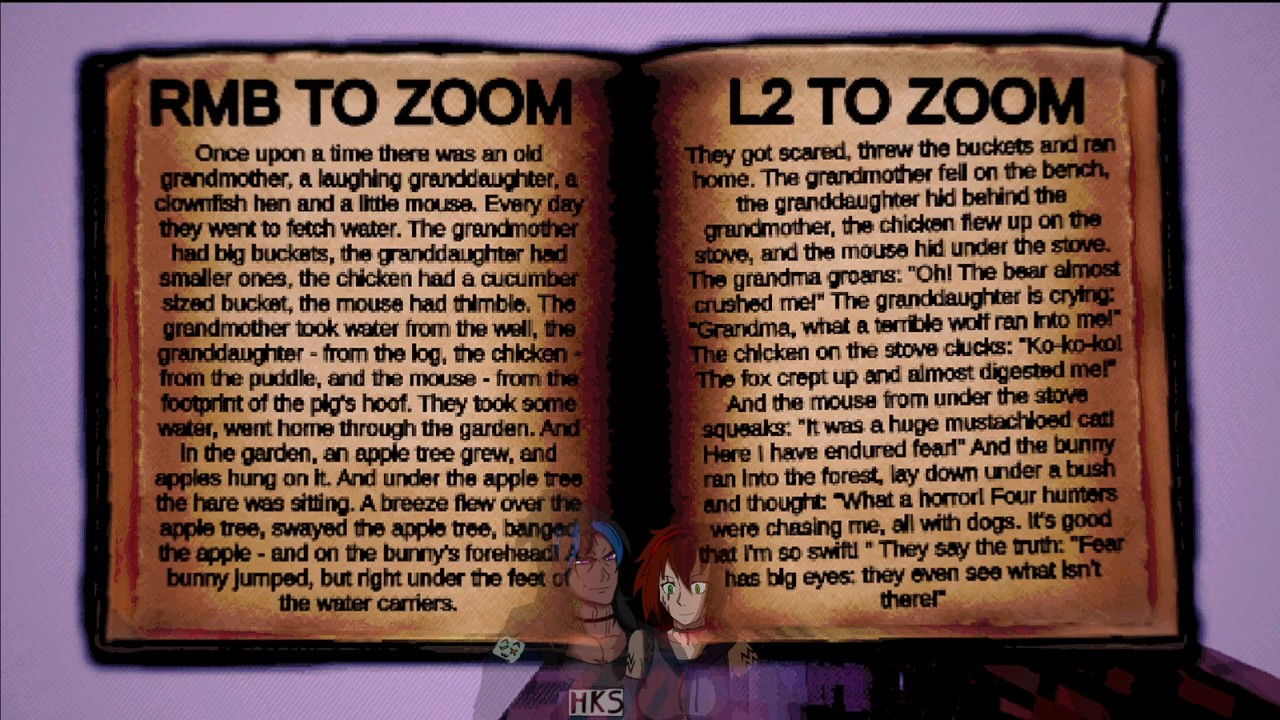 RMB TO ZOOM
Once upon a time there was an old
grandmother, a laughing granddaughter, a
clownfish hen and a little mouse. Every day
they went to fetch water. The grandmother
had big buckets, the granddaughter had
smaller ones, the chicken had a cucumber
sized bucket, the mouse had thimble. The
grandmother took water from the well, the
granddaughter - from the log, the chicken -
from the puddle, and the mouse - from the
footprint of the pig's hoof. They took some
water, went home through the garden. And
in the garden, an apple tree grew, and
apples hung on it. And under the apple tree
the hare was sitting. A breeze flew over the
apple tree, swayed the apple tree, banged
the apple - and on the bunny's forehead! A
bunny jumped, but right under the feet of
the water carriers.
L2 TO ZOOM
They got scared, threw the buckets and ran
home. The grandmother fell on the bench,
the granddaughter hid behind the
grandmother, the chicken flew up on the
stove, and the mouse hid under the stove.
The grandma groans: "Oh! The bear almost
crushed me!" The granddaughter is crying:
"Grandma, what a terrible wolf ran into me!"
The chicken on the stove clucks: "Ko-ko-ko!
The fox crept up and almost digested me!"
And the mouse from under the stove
squeaks: "It was a huge mustachioed cat!
Here I have endured fear!" And the bunny
ran into the forest, lay down under a bush
and thought: "What a horror! Four hunters
were chasing me, all with dogs. It's good
that I'm so swift! " They say the truth: "Fear
has big eyes: they even see what isn't
there!"
HKS